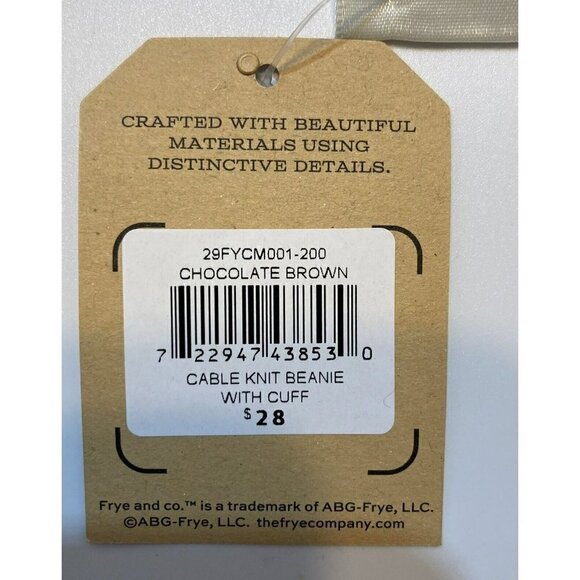 CRAFTED WITH BEAUTIFUL
MATERIALS USING
DISTINCTIVE DETAILS.
29FYCM001-200
CHOCOLATE BROWN
7 22947 43853 0
CABLE KNIT BEANIE
WITH CUFF
$28
Frye and co.™ is a trademark of ABG-Frye, LLC.
©ABG-Frye, LLC. thefryecompany.com